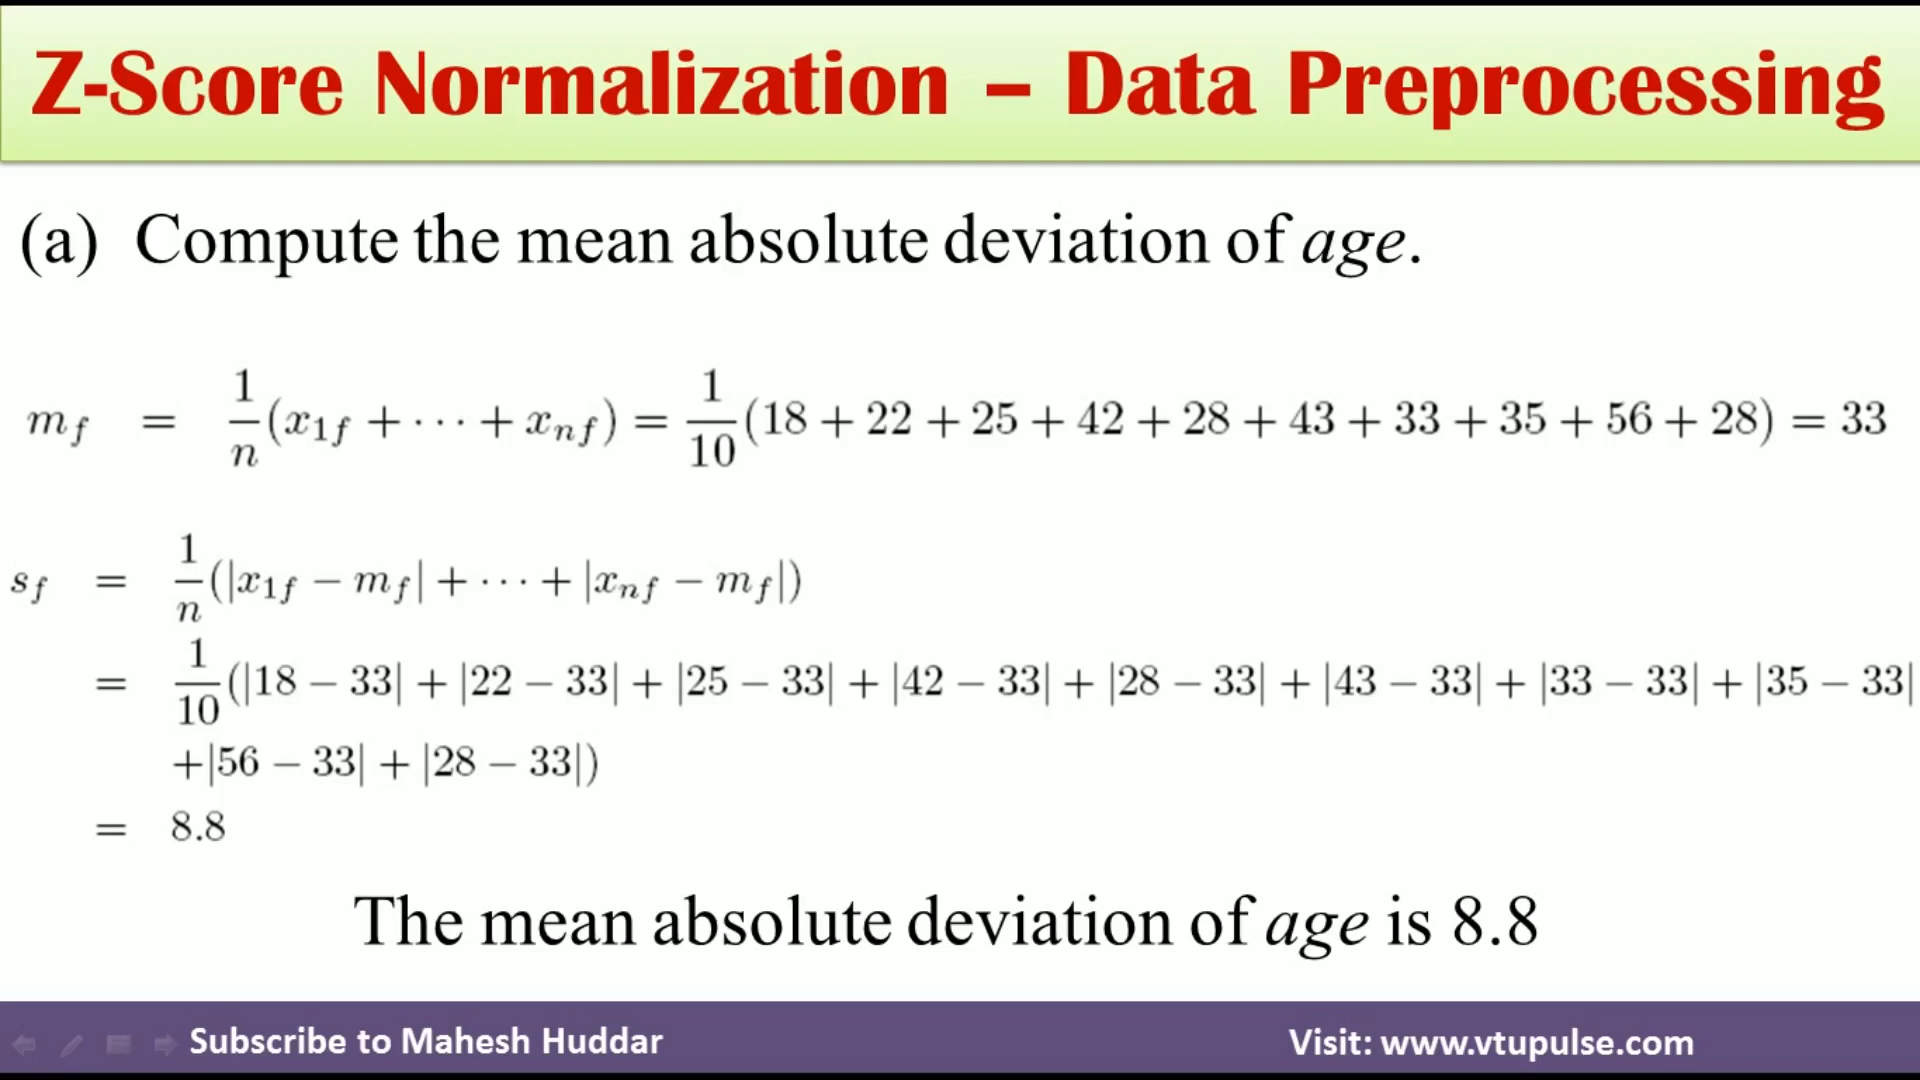 Z-Score Normalization – Data Preprocessing
(a) Compute the mean absolute deviation of age.
m_f = 1/n (x_1f + ··· + x_nf) = 1/10 (18 + 22 + 25 + 42 + 28 + 43 + 33 + 35 + 56 + 28) = 33
s_f = 1/n (|x_1f − m_f| + ··· + |x_nf − m_f|)
= 1/10 (|18 − 33| + |22 − 33| + |25 − 33| + |42 − 33| + |28 − 33| + |43 − 33| + |33 − 33| + |35 − 33|
+|56 − 33| + |28 − 33|)
= 8.8
The mean absolute deviation of age is 8.8
Subscribe to Mahesh Huddar
Visit: www.vtupulse.com